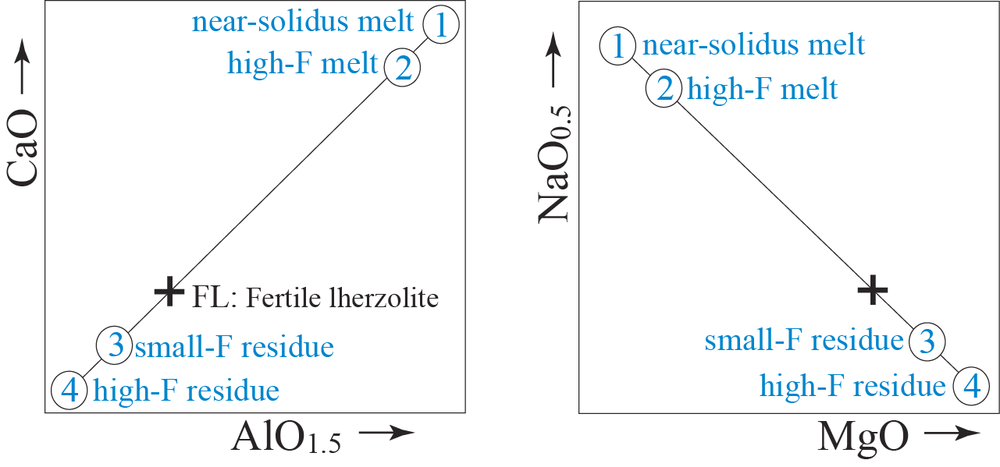 CaO
1 near-solidus melt
2 high-F melt
FL: Fertile lherzolite
3 small-F residue
4 high-F residue
AlO1.5
NaO0.5
1 near-solidus melt
2 high-F melt
small-F residue 3
high-F residue 4
MgO